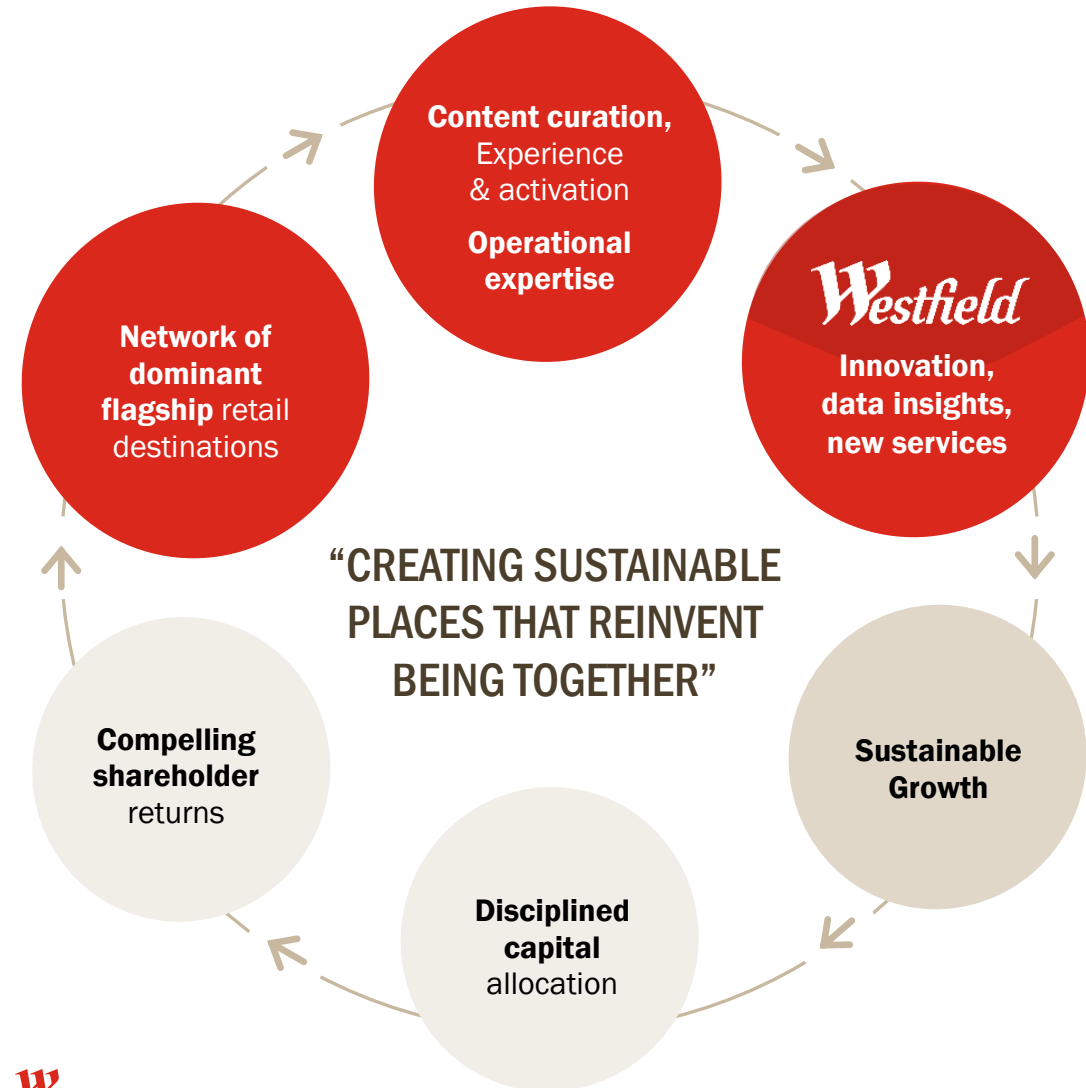 Content curation,
Experience
& activation
Operational
expertise
Westfield
Innovation,
data insights,
new services
Network of
dominant
flagship retail
destinations
“CREATING SUSTAINABLE
PLACES THAT REINVENT
BEING TOGETHER”
Sustainable
Growth
Compelling
shareholder
returns
Disciplined
capital
allocation
W